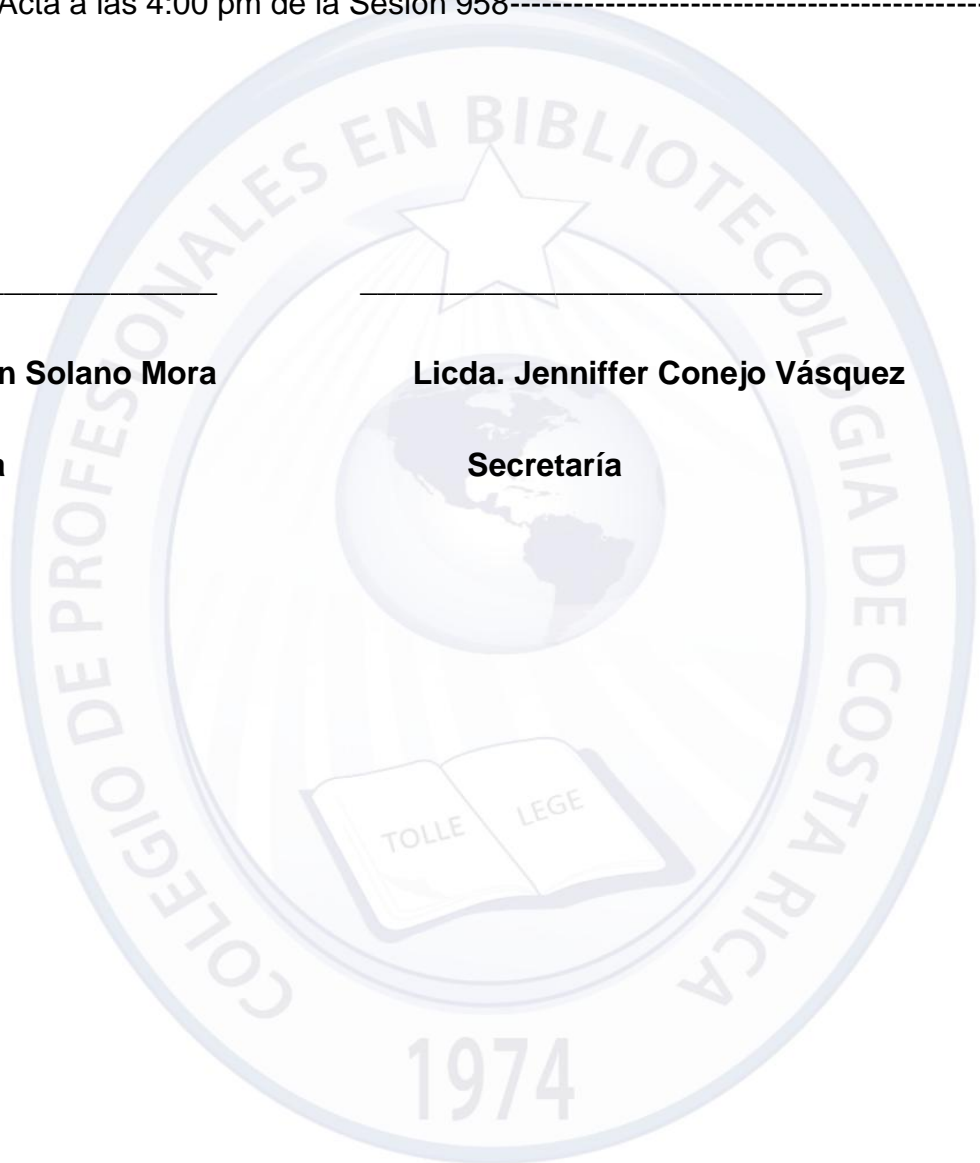 Acta a las 4:00 pm de la Sesión 958--------------------------------------------
n Solano Mora Licda. Jenniffer Conejo Vásquez
a Secretaría
COLEGIO DE PROFESIONALES EN BIBLIOTECOLOGIA DE COSTA RICA
TOLLE LEGE
1974